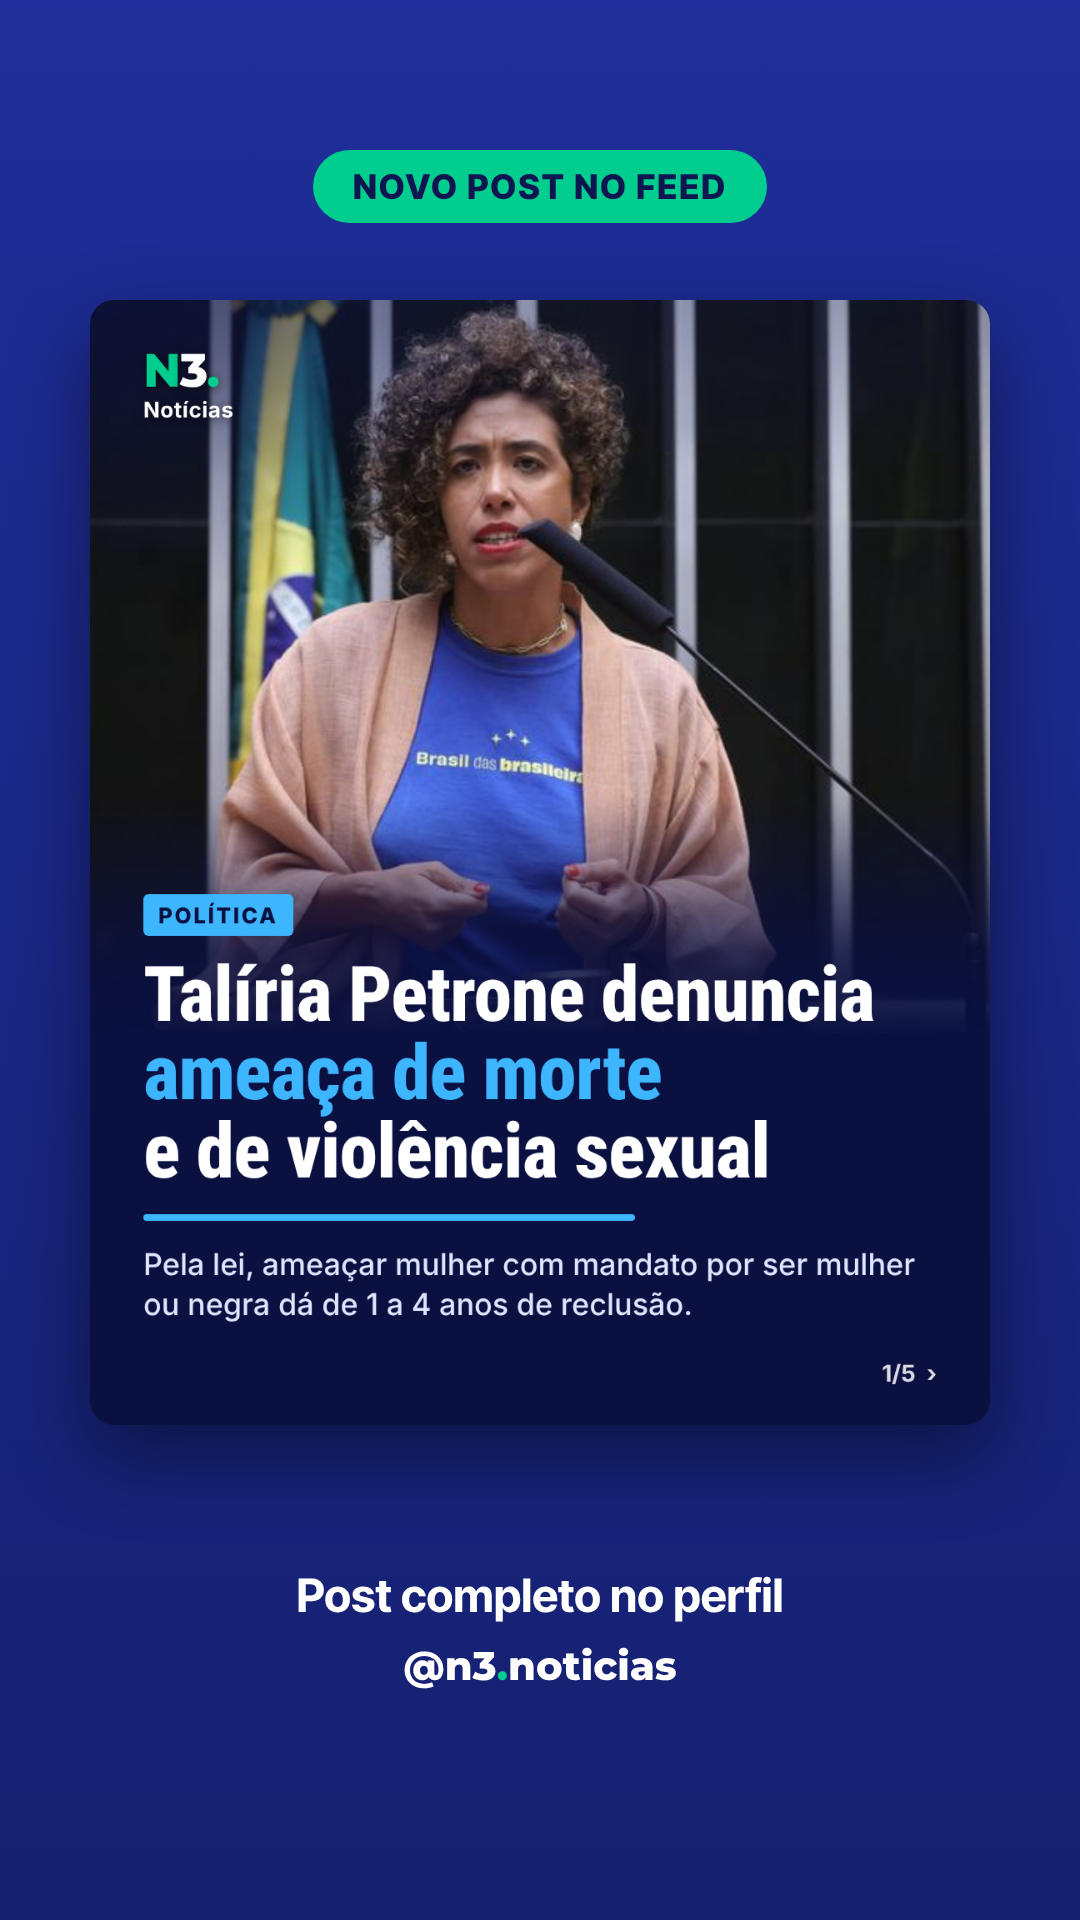 NOVO POST NO FEED
N3.
Notícias
Brasil das brasileira
POLÍTICA
Talíria Petrone denuncia
ameaça de morte
e de violência sexual
Pela lei, ameaçar mulher com mandato por ser mulher
ou negra dá de 1 a 4 anos de reclusão.
1/5 ›
Post completo no perfil
@n3.noticias